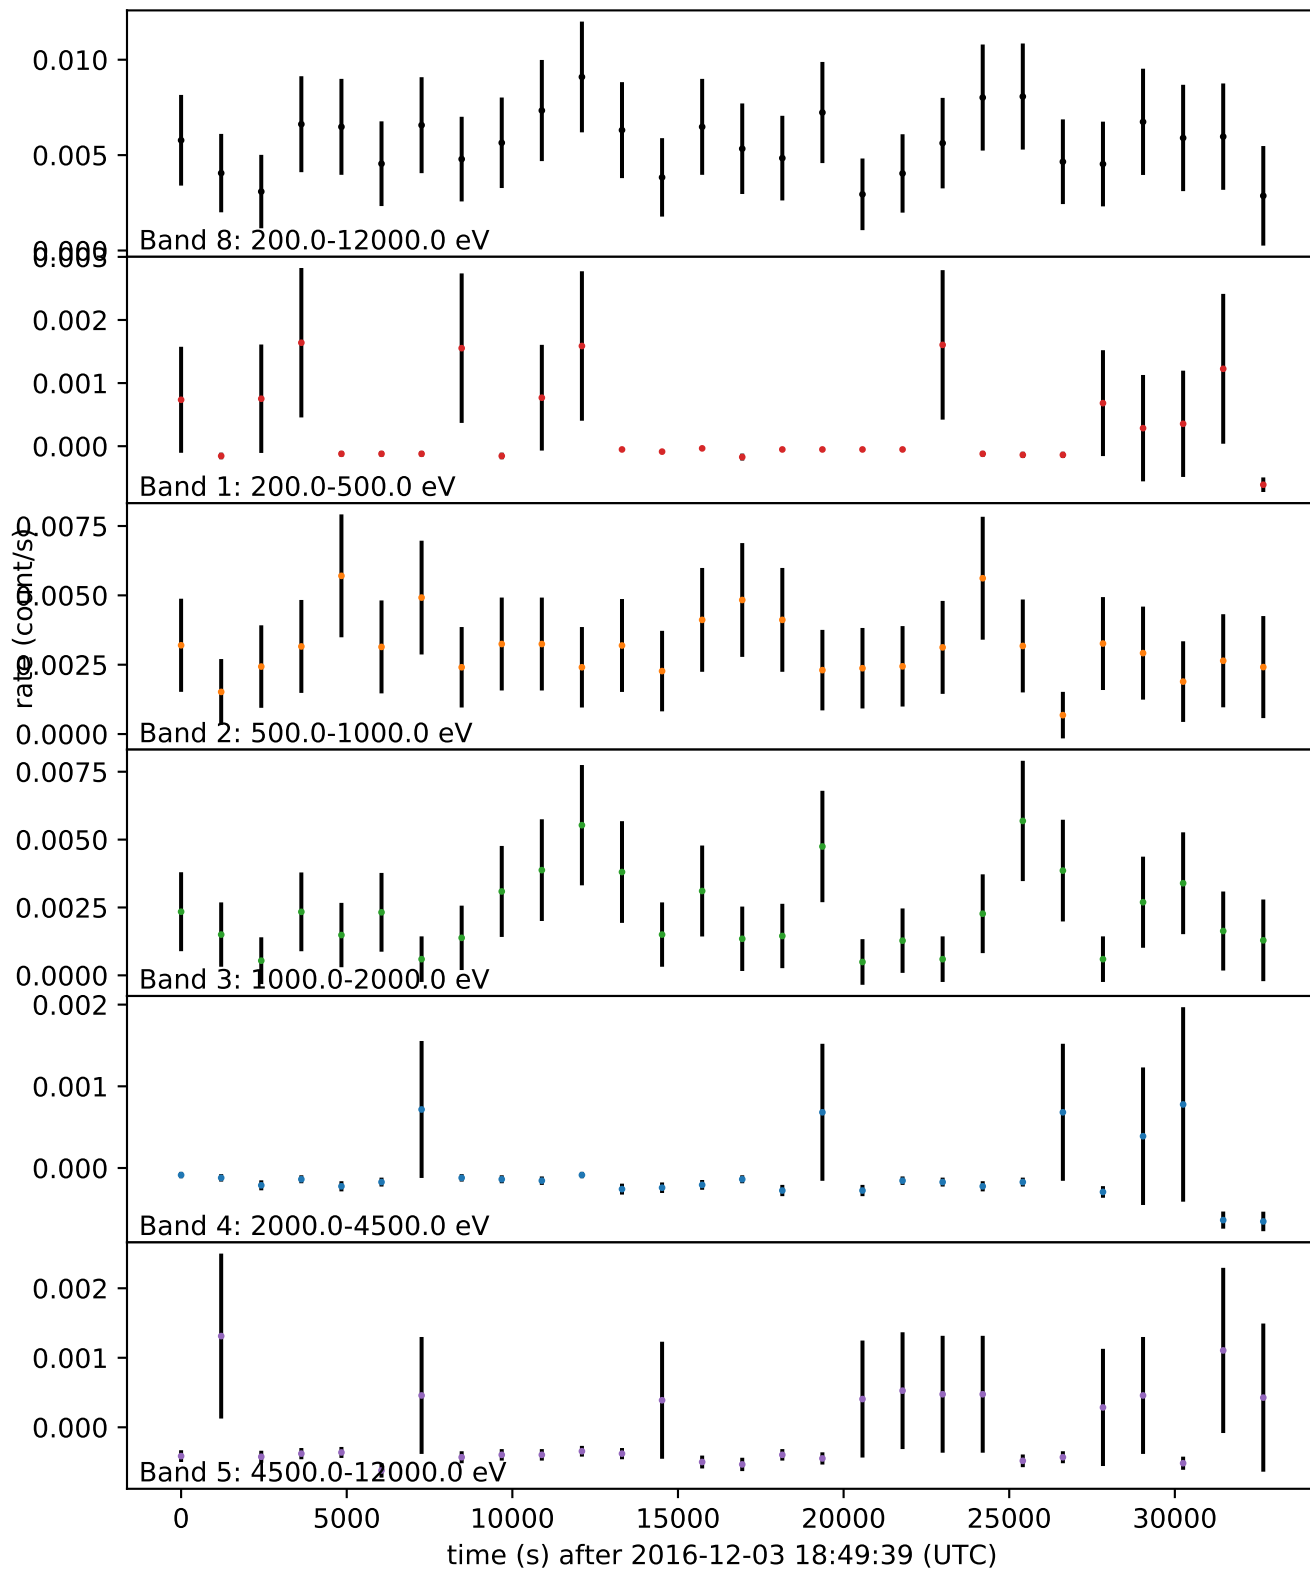 0.010
0.005
0.000
Band 8: 200.0-12000.0 eV
0.003
0.002
0.001
0.000
Band 1: 200.0-500.0 eV
0.0075
0.0050
0.0025
0.0000
Band 2: 500.0-1000.0 eV
rate (count/s)
0.0075
0.0050
0.0025
0.0000
Band 3: 1000.0-2000.0 eV
0.002
0.001
0.000
Band 4: 2000.0-4500.0 eV
0.002
0.001
0.000
Band 5: 4500.0-12000.0 eV
0 5000 10000 15000 20000 25000 30000
time (s) after 2016-12-03 18:49:39 (UTC)